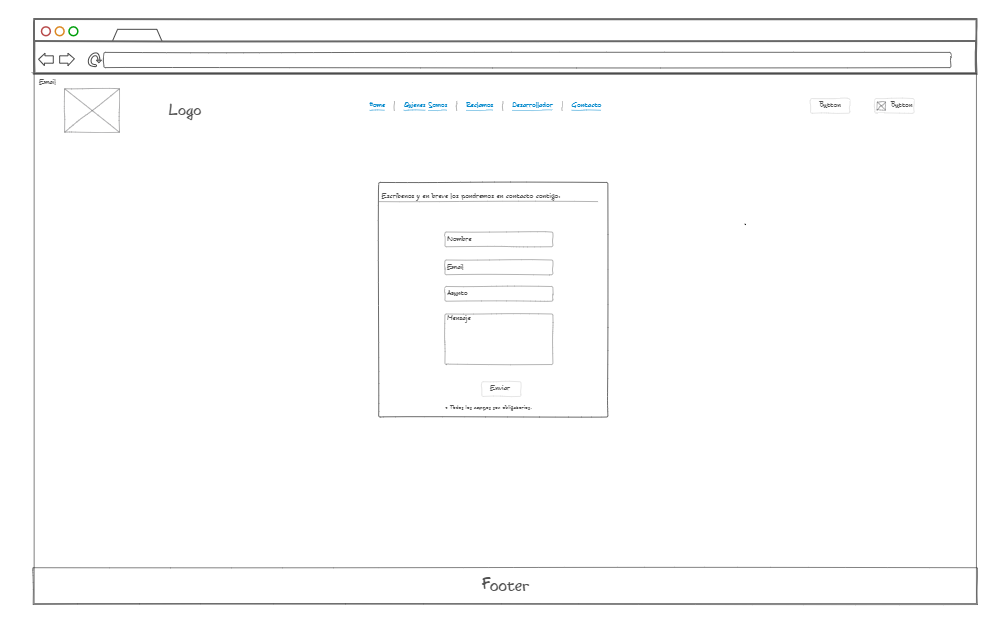 Email
Logo
Home | Quienes Somos | Reclamos | Desarrollador | Contacto
Button
Button
Escríbenos y en breve los pondremos en contacto contigo.
Nombre
Email
Asunto
Mensaje
Enviar
* Todos los campos son obligatorios.
Footer